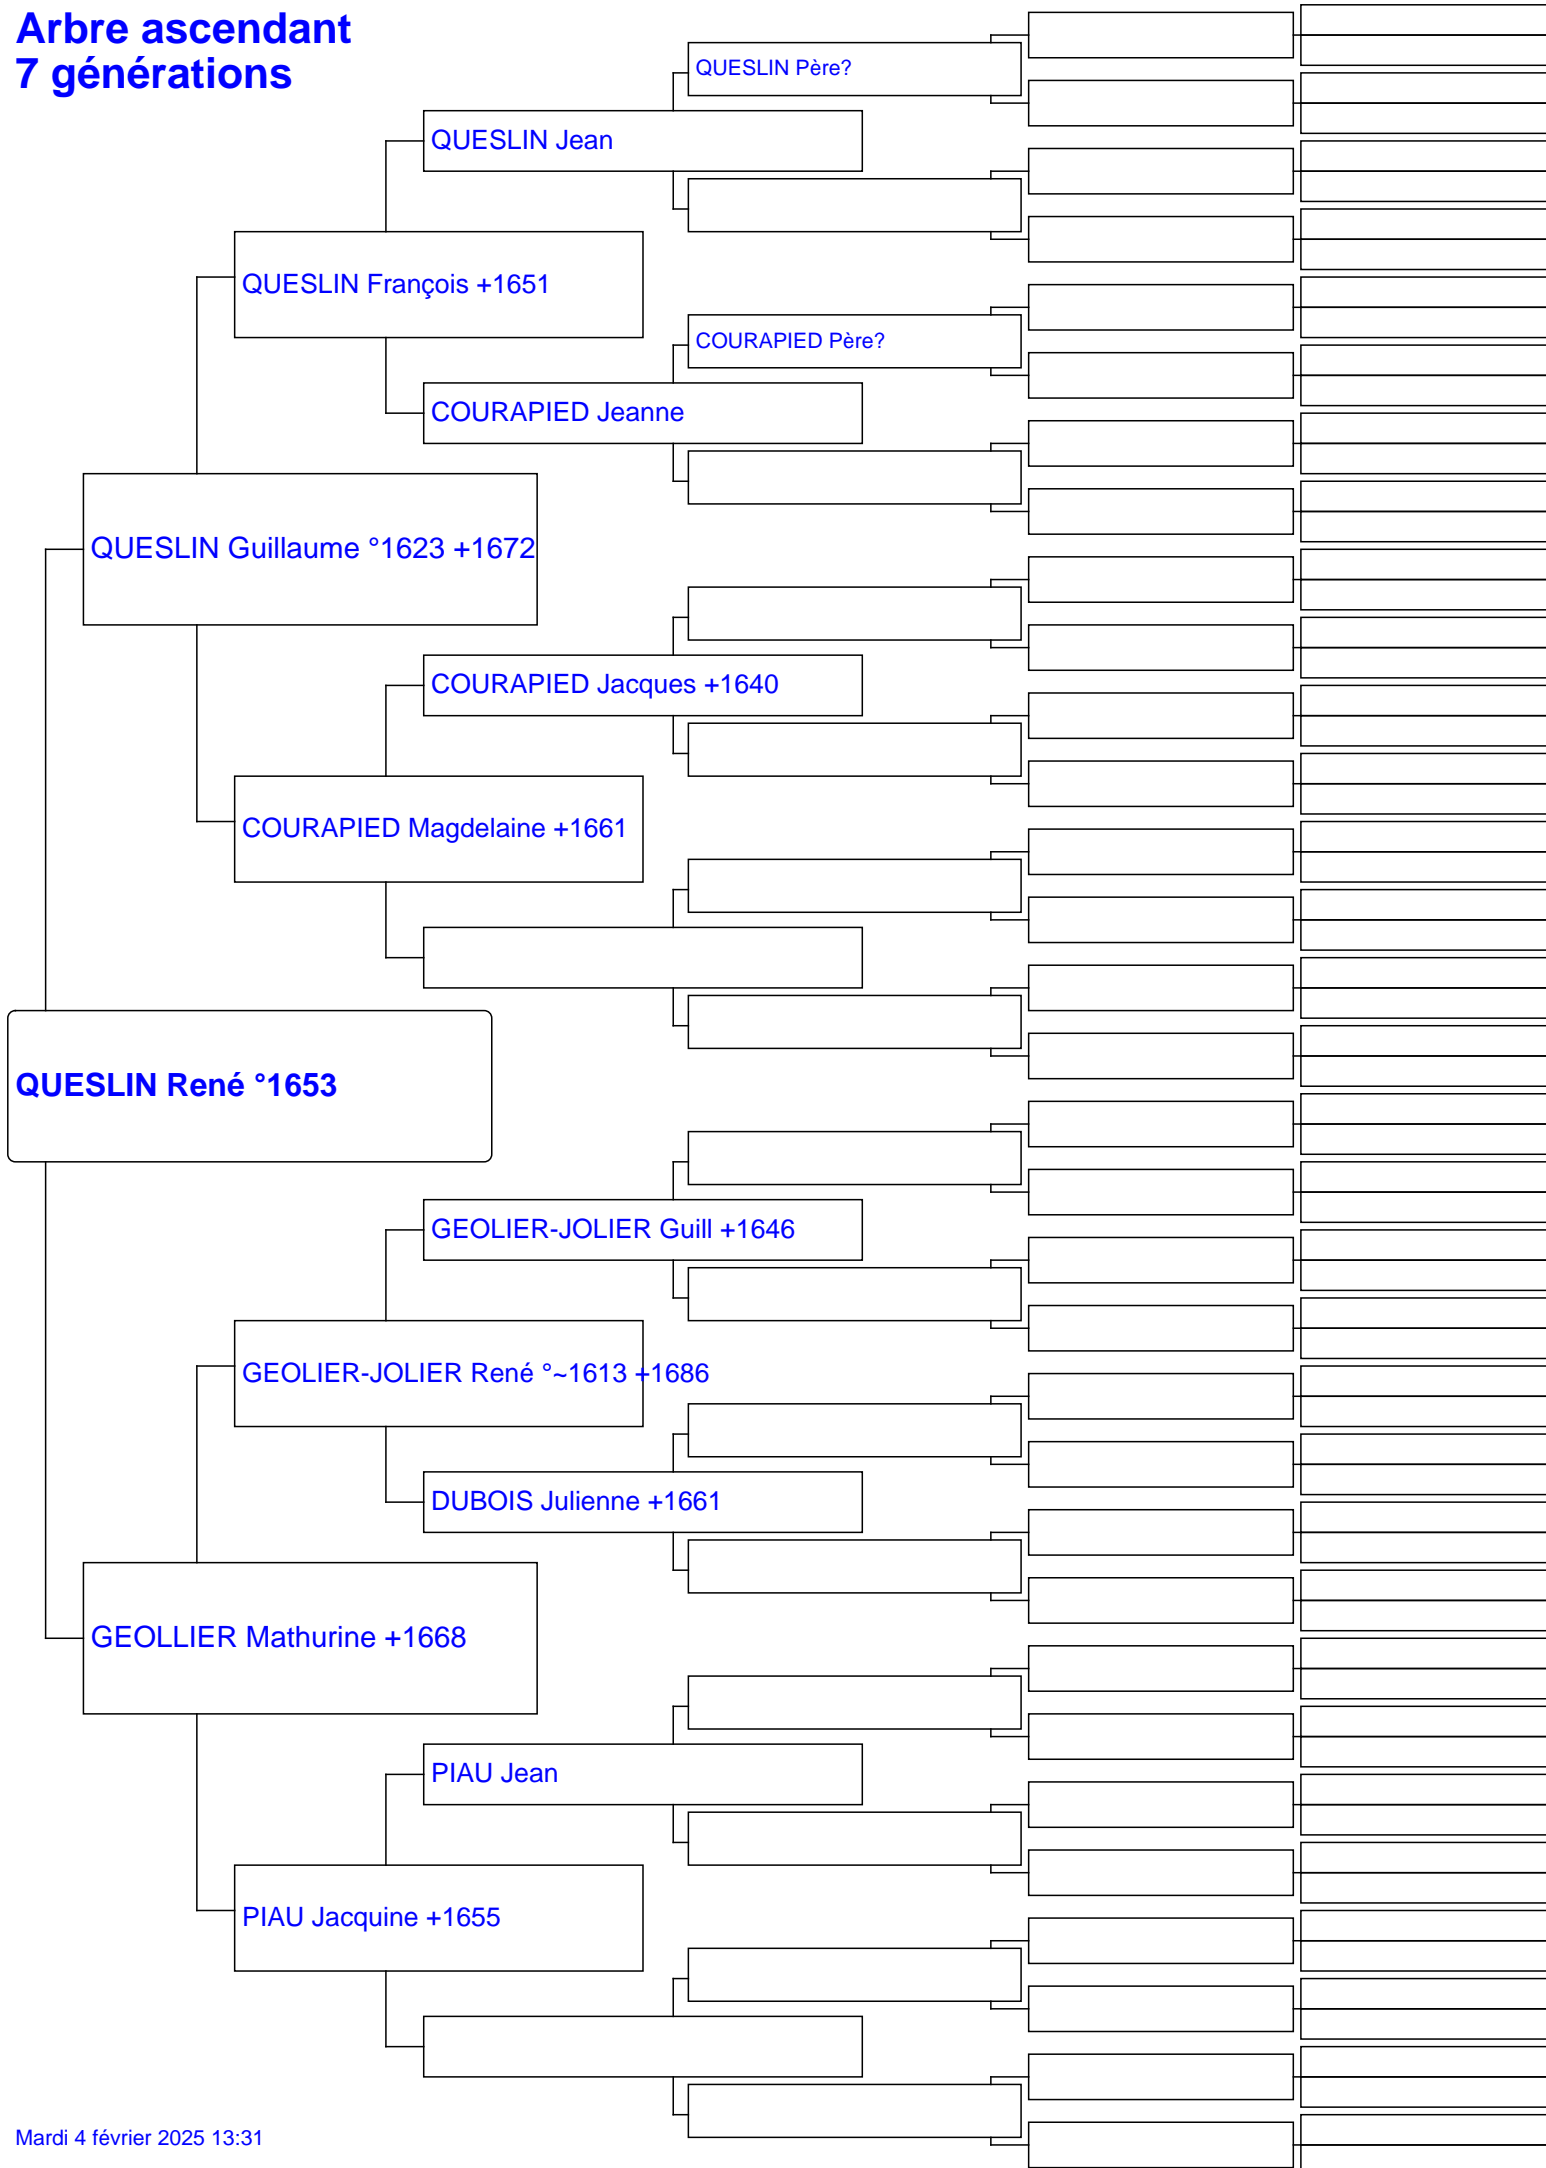 Arbre ascendant
7 générations
QUESLIN Père?
QUESLIN Jean
QUESLIN François +1651
COURAPIED Père?
COURAPIED Jeanne
QUESLIN Guillaume °1623 +1672
COURAPIED Jacques +1640
COURAPIED Magdelaine +1661
QUESLIN René °1653
GEOLIER-JOLIER Guill +1646
GEOLIER-JOLIER René °~1613 +1686
DUBOIS Julienne +1661
GEOLLIER Mathurine +1668
PIAU Jean
PIAU Jacquine +1655
Mardi 4 février 2025 13:31